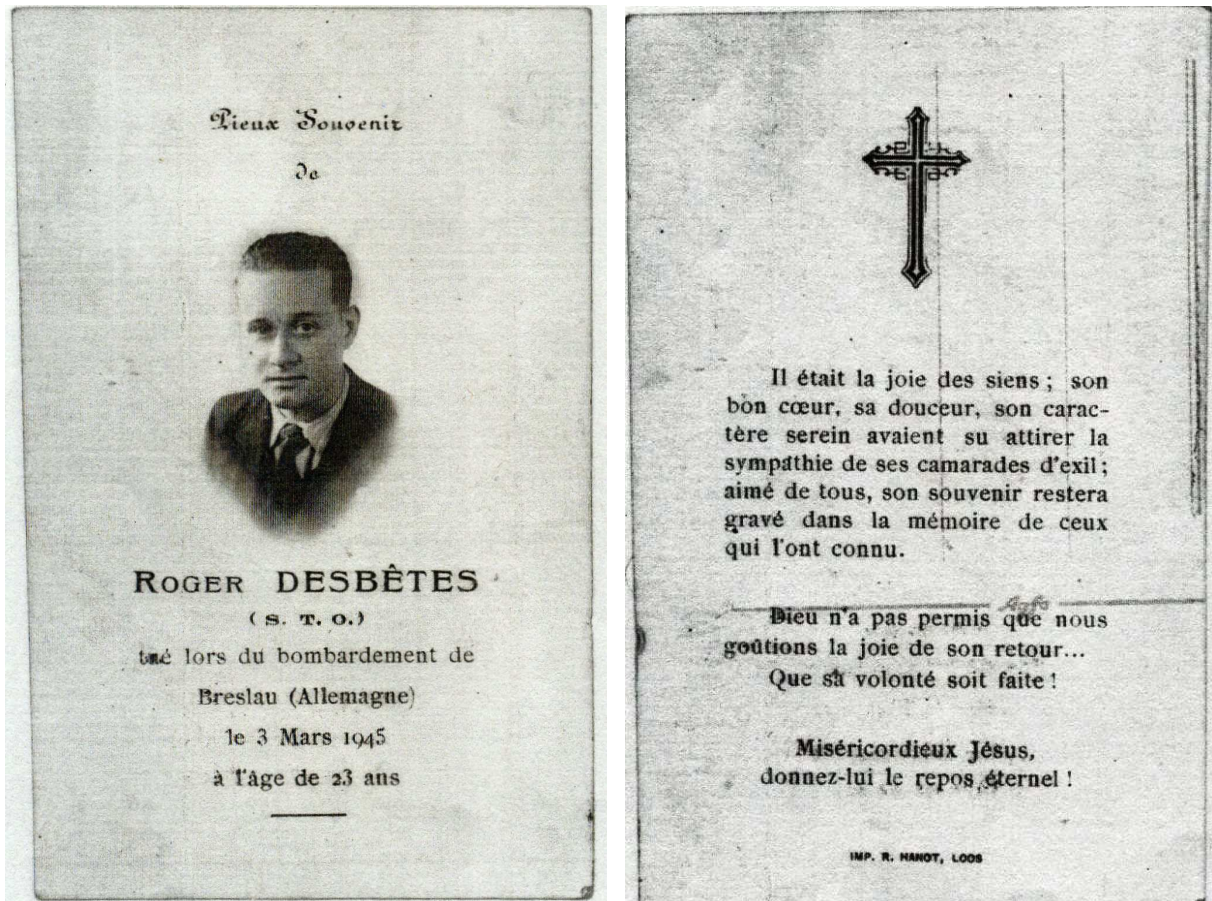 Pieux Souvenir
de
ROGER DESBÊTES
(S. T. O.)
tué lors du bombardement de
Breslau (Allemagne)
le 3 Mars 1945
à l'âge de 23 ans
Il était la joie des siens ; son
bon cœur, sa douceur, son carac-
tère serein avaient su attirer la
sympathie de ses camarades d'exil ;
aimé de tous, son souvenir restera
gravé dans la mémoire de ceux
qui l'ont connu.
Agfa
Dieu n'a pas permis que nous
goûtions la joie de son retour...
Que sa volonté soit faite !
Miséricordieux Jésus,
donnez-lui le repos éternel !
IMP. R. HANOT, LOOS